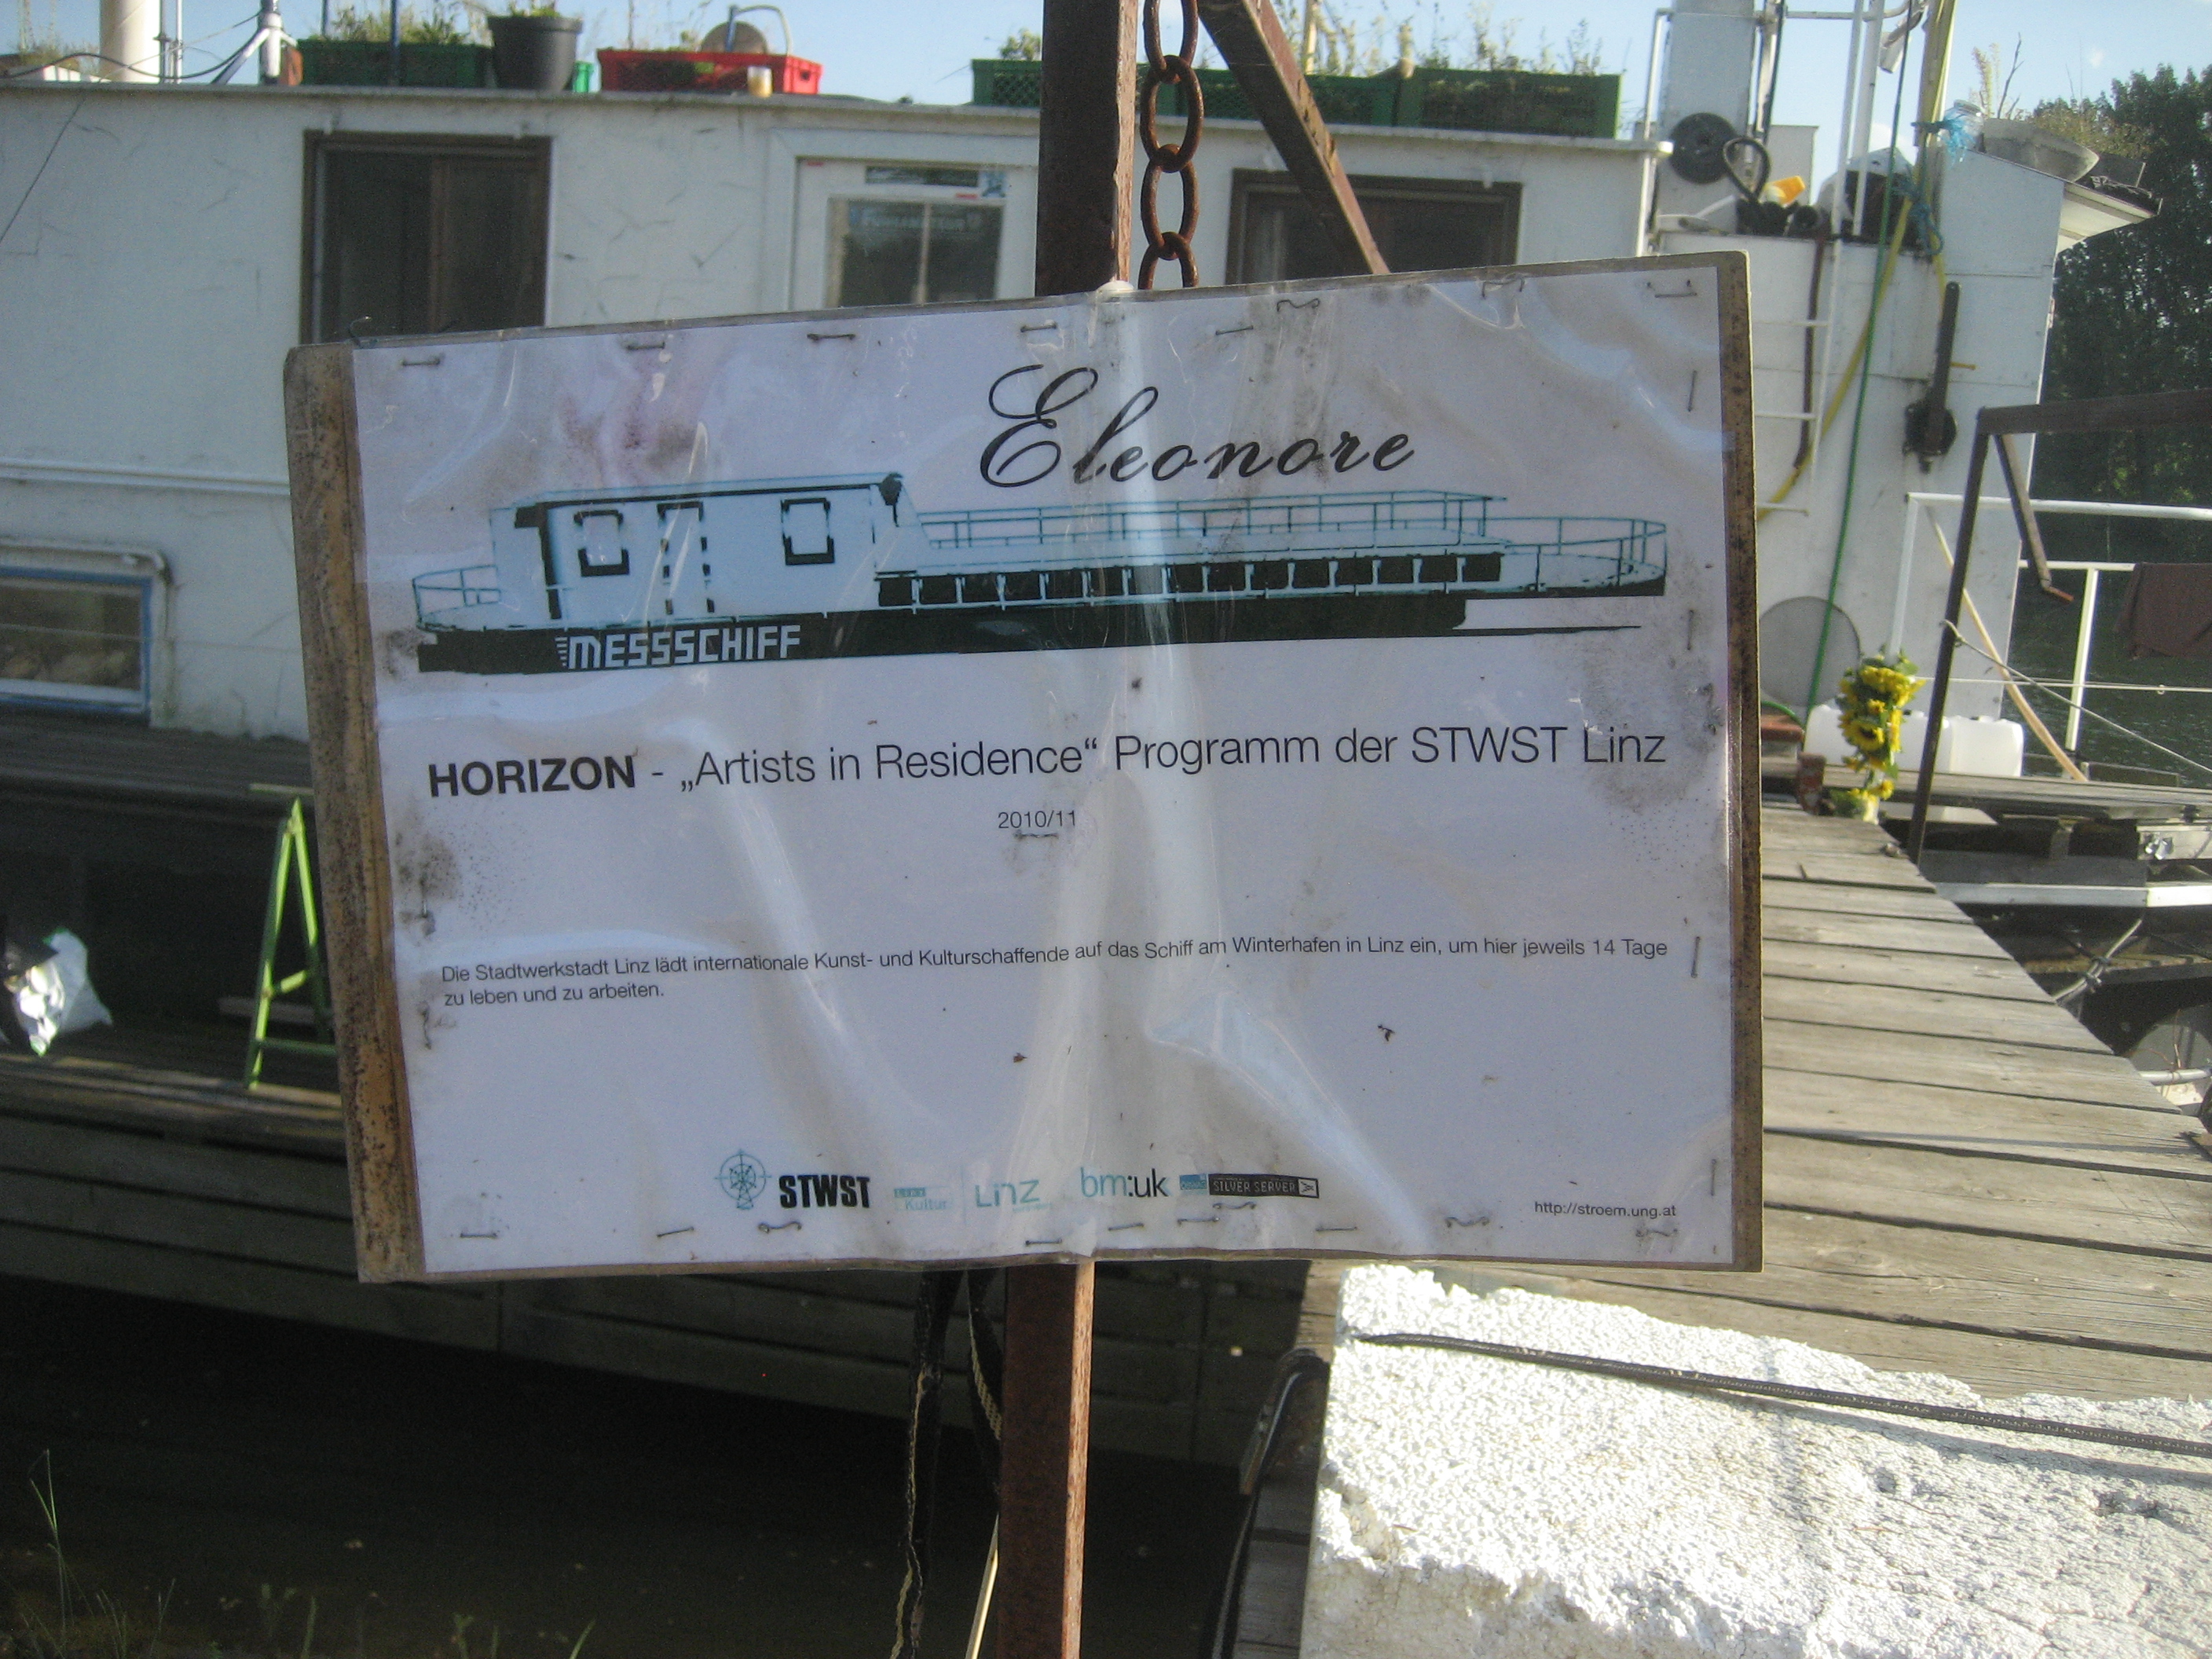 Eleonore
MESSSCHIFF
HORIZON - „Artists in Residence“ Programm der STWST Linz
2010/11
Die Stadtwerkstadt Linz lädt internationale Kunst- und Kulturschaffende auf das Schiff am Winterhafen in Linz ein, um hier jeweils 14 Tage
zu leben und zu arbeiten.
STWST Linz Kultur Linz bm:uk SILVER SERVER
http://stroem.ung.at